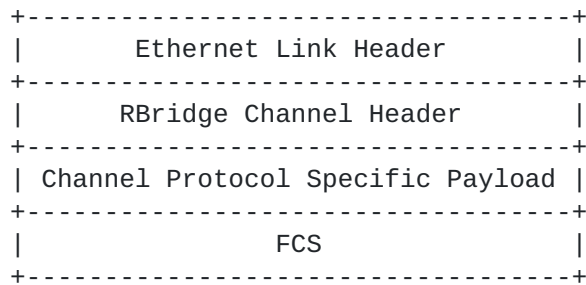 +-----------------------------------+
|       Ethernet Link Header        |
+-----------------------------------+
|      RBridge Channel Header       |
+-----------------------------------+
| Channel Protocol Specific Payload |
+-----------------------------------+
|                FCS                |
+-----------------------------------+